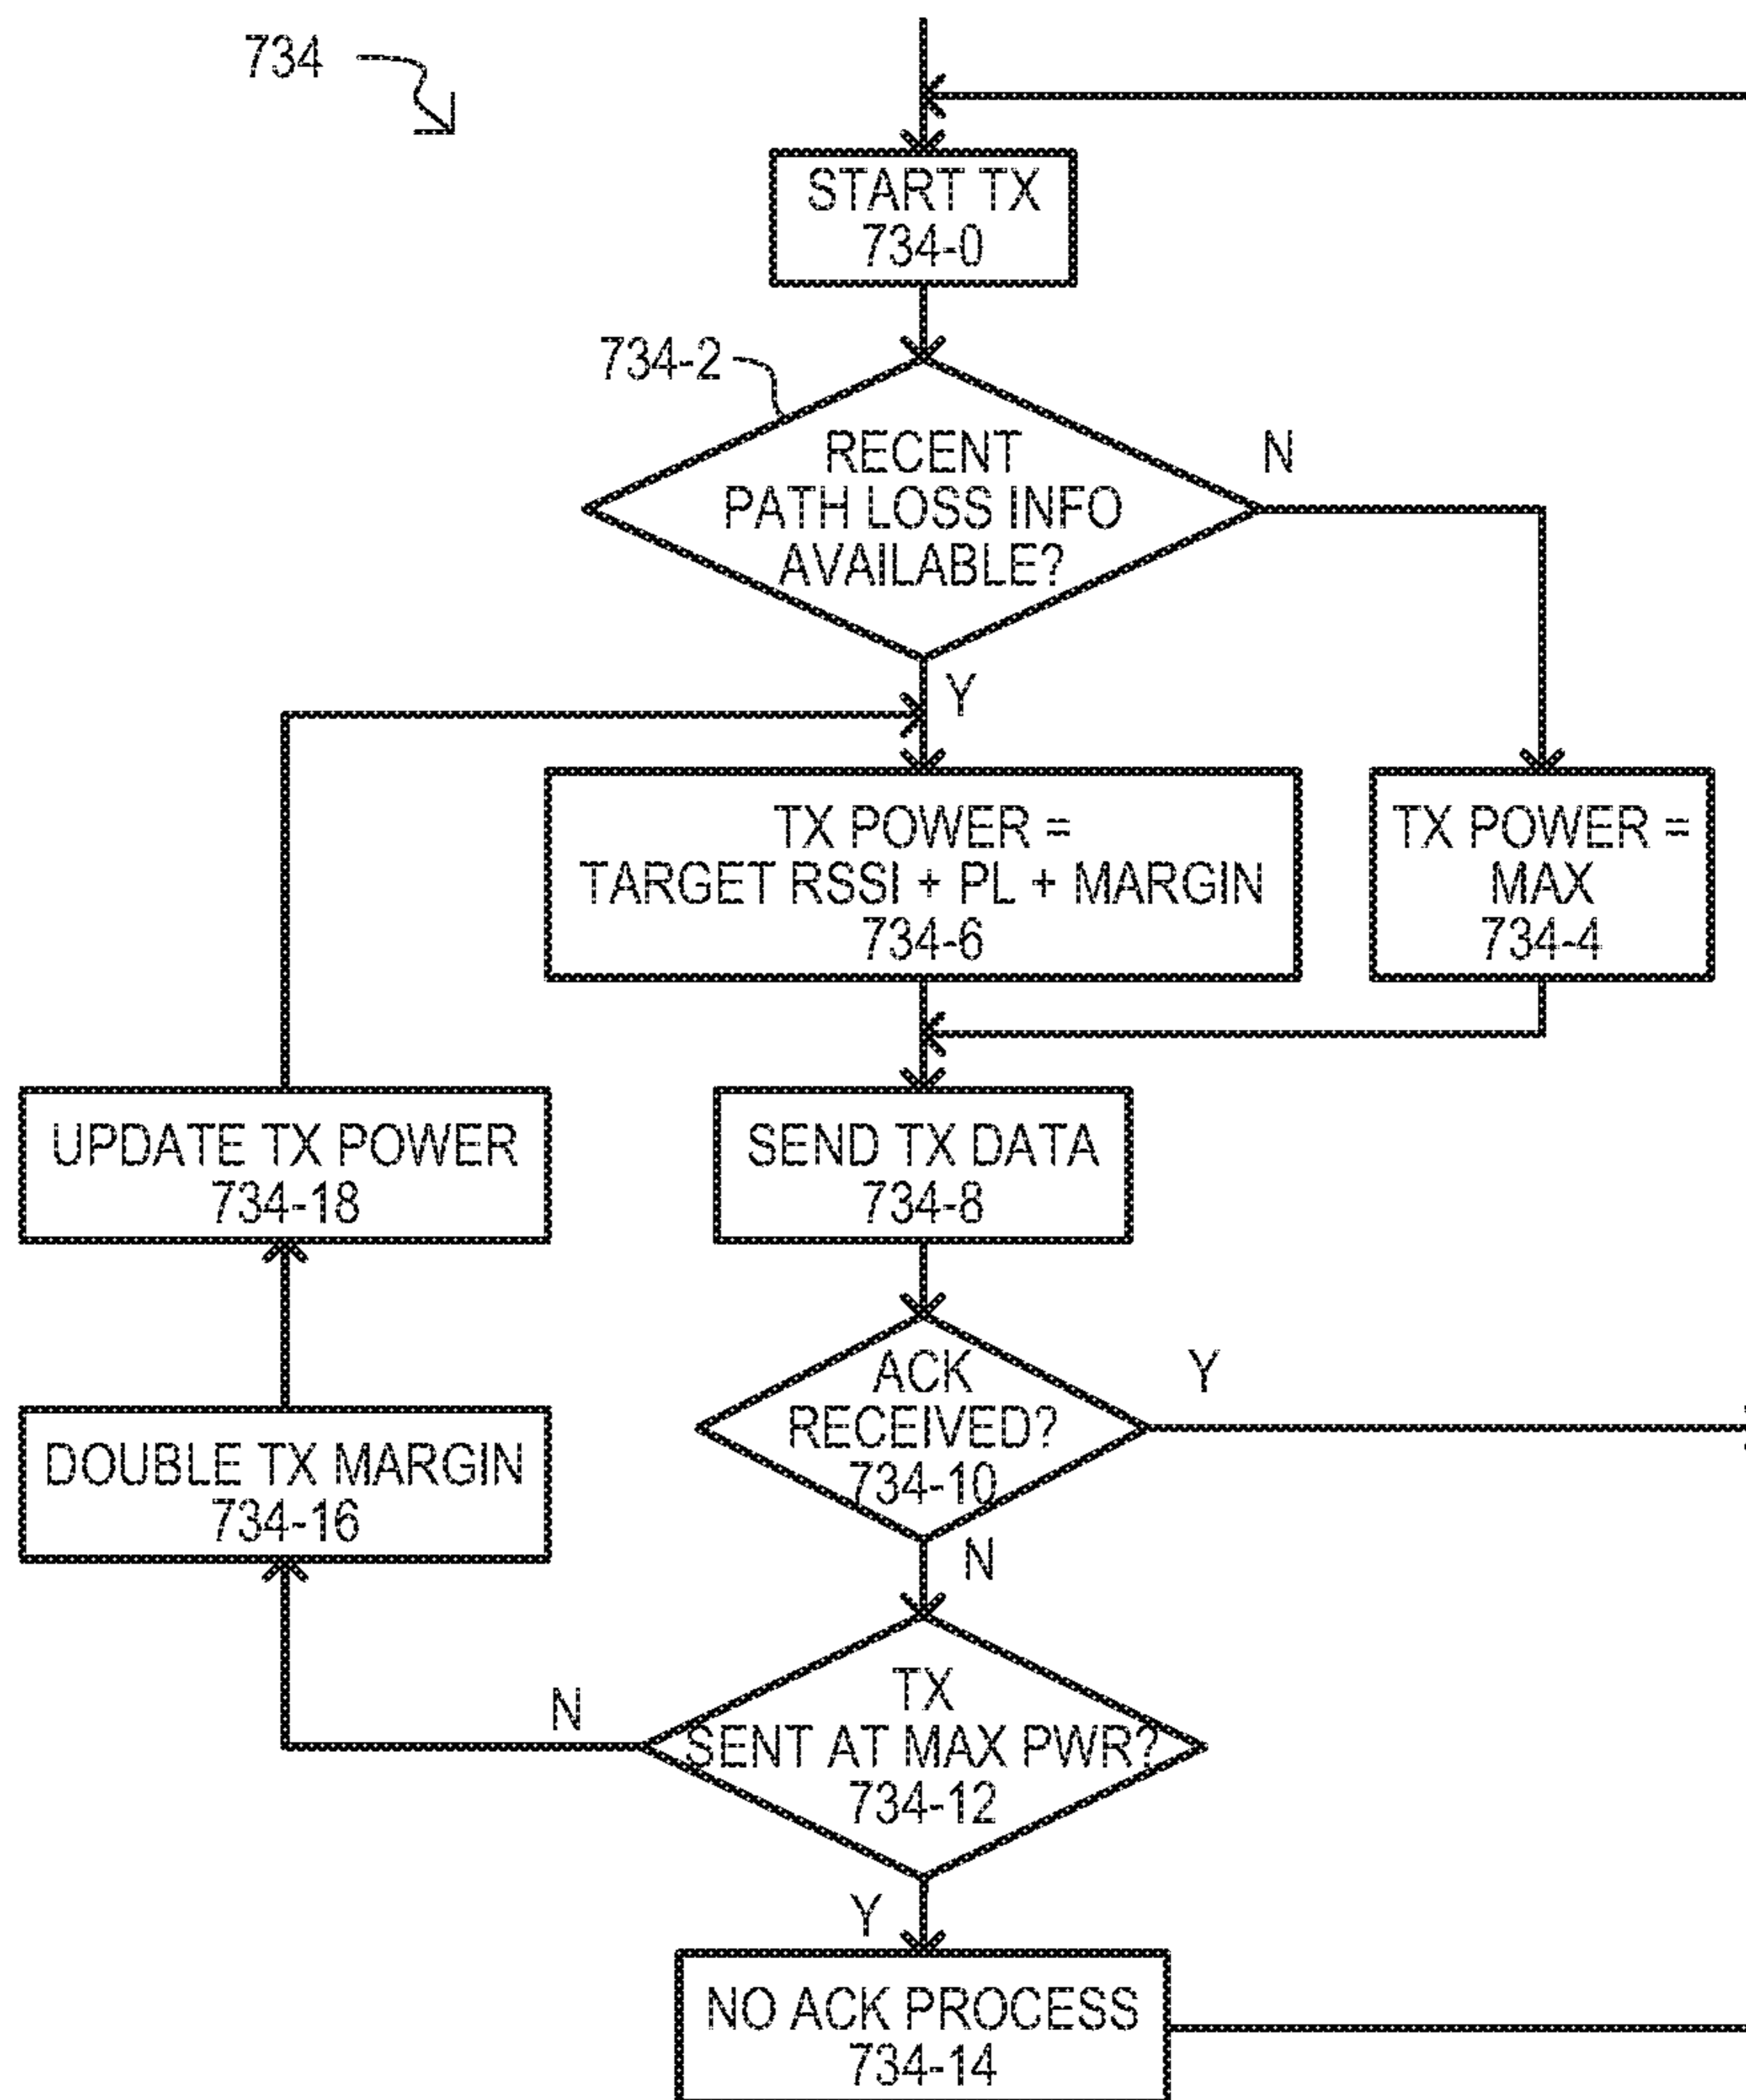 734
START TX
734-0
734-2
RECENT
PATH LOSS INFO
AVAILABLE?
N
Y
TX POWER =
TARGET RSSI + PL + MARGIN
734-6
TX POWER =
MAX
734-4
UPDATE TX POWER
734-18
SEND TX DATA
734-8
ACK
RECEIVED?
734-10
Y
N
DOUBLE TX MARGIN
734-16
TX
SENT AT MAX PWR?
734-12
N
Y
NO ACK PROCESS
734-14